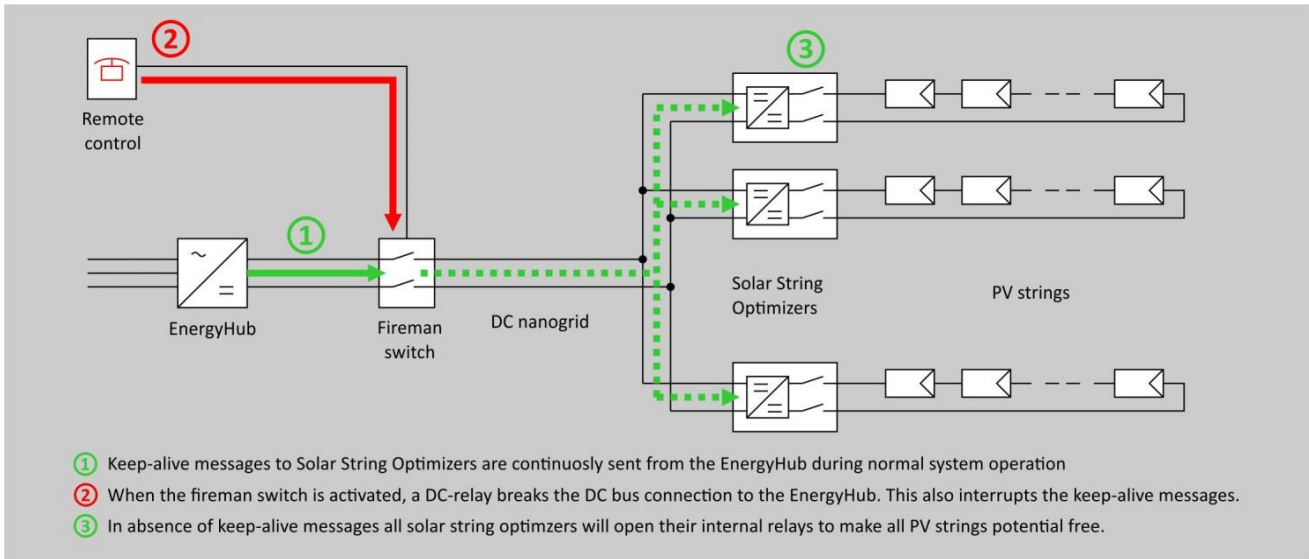 2
3
Remote
control
1
EnergyHub
Fireman
switch
DC nanogrid
Solar String
Optimizers
PV strings
1 Keep-alive messages to Solar String Optimizers are continuosly sent from the EnergyHub during normal system operation
2 When the fireman switch is activated, a DC-relay breaks the DC bus connection to the EnergyHub. This also interrupts the keep-alive messages.
3 In absence of keep-alive messages all solar string optimzers will open their internal relays to make all PV strings potential free.